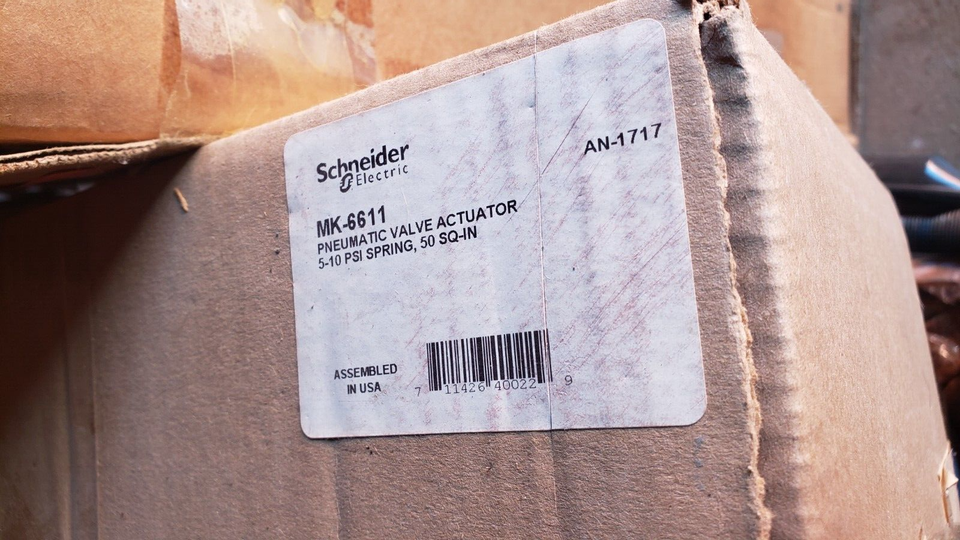 Schneider
Electric
AN-1717
MK-6611
PNEUMATIC VALVE ACTUATOR
5-10 PSI SPRING, 50 SQ-IN
ASSEMBLED
IN USA
7 11426 40022 9